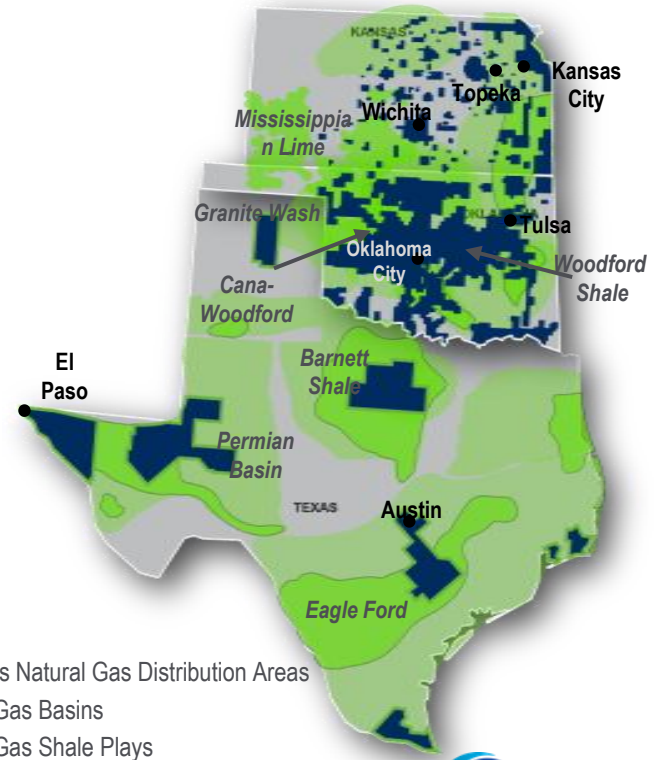 KANSAS
Kansas
City
Topeka
Wichita
Mississippia
n Lime
Granite Wash
Tulsa
Oklahoma
City
Woodford
Shale
Cana-
Woodford
Barnett
Shale
El
Paso
Permian
Basin
TEXAS
Austin
Eagle Ford
s Natural Gas Distribution Areas
Gas Basins
Gas Shale Plays